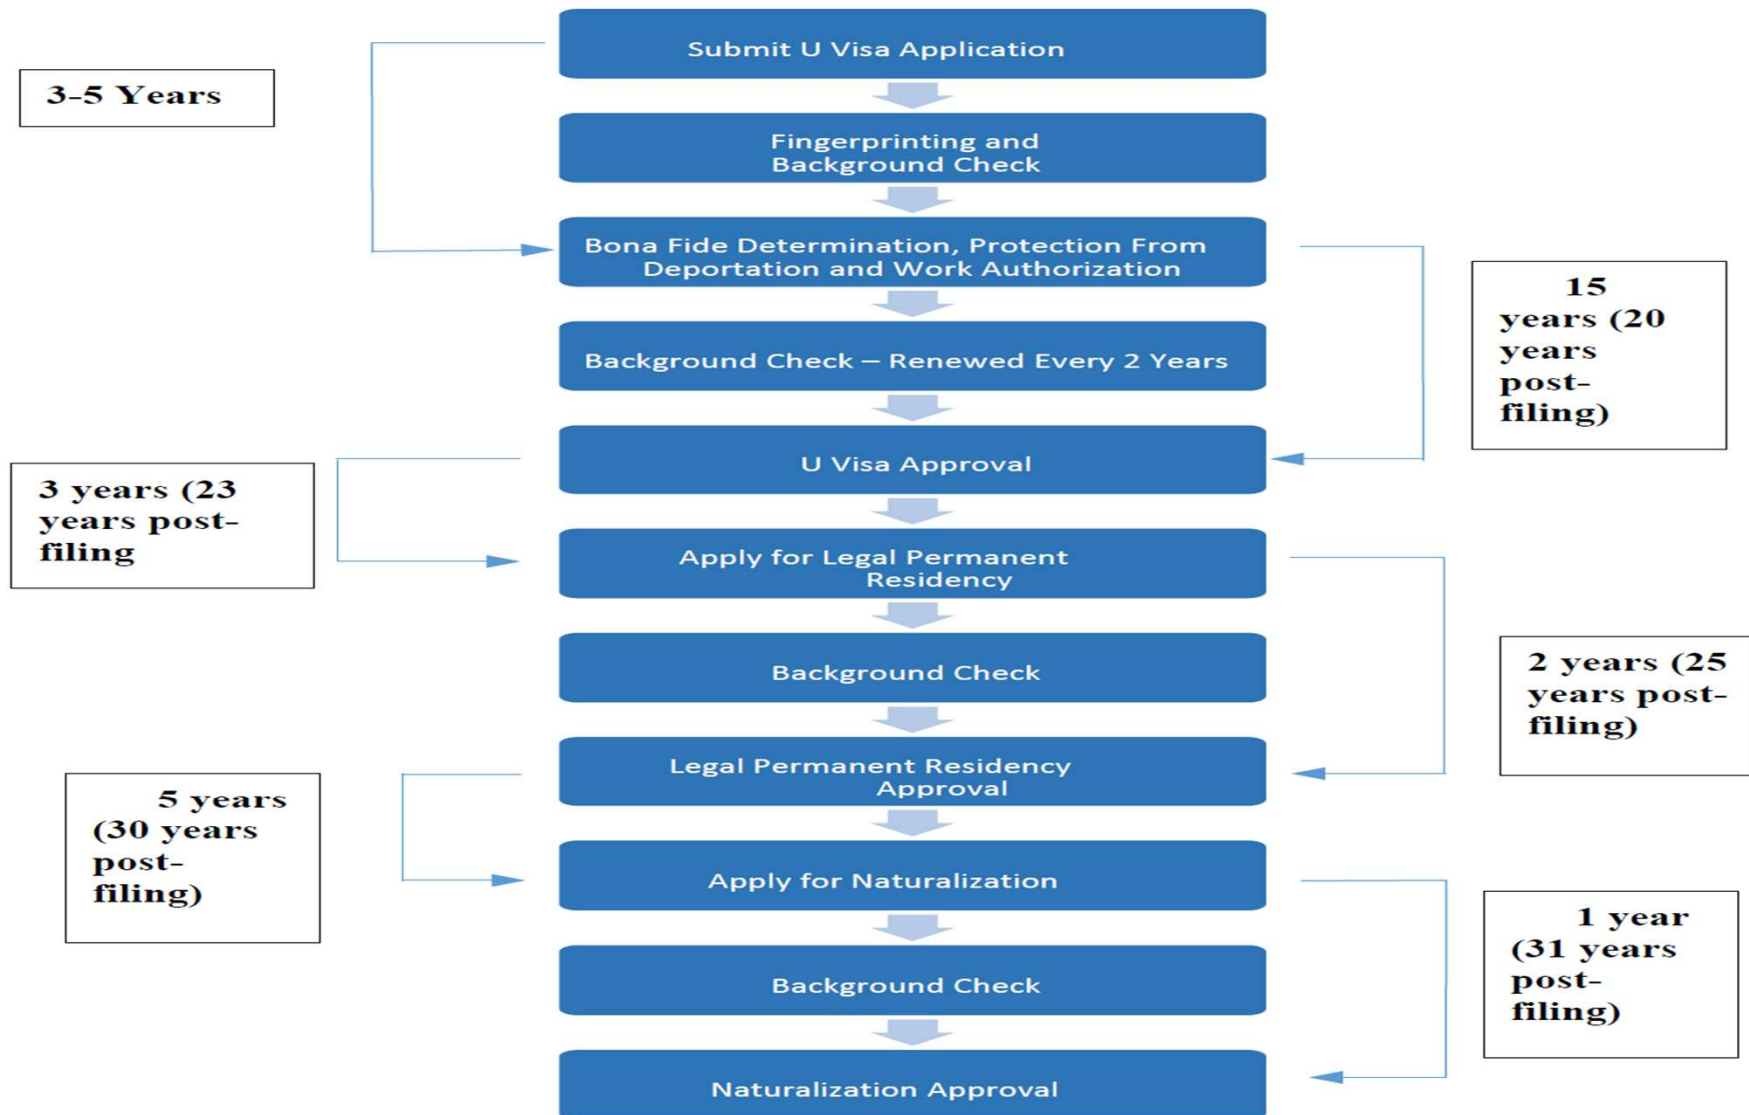 Submit U Visa Application
3-5 Years
Fingerprinting and
Background Check
Bona Fide Determination, Protection From
Deportation and Work Authorization
15
years (20
years
post-
filing)
Background Check – Renewed Every 2 Years
U Visa Approval
3 years (23
years post-
filing
Apply for Legal Permanent
Residency
Background Check
2 years (25
years post-
filing)
Legal Permanent Residency
Approval
5 years
(30 years
post-
filing)
Apply for Naturalization
1 year
(31 years
post-
filing)
Background Check
Naturalization Approval